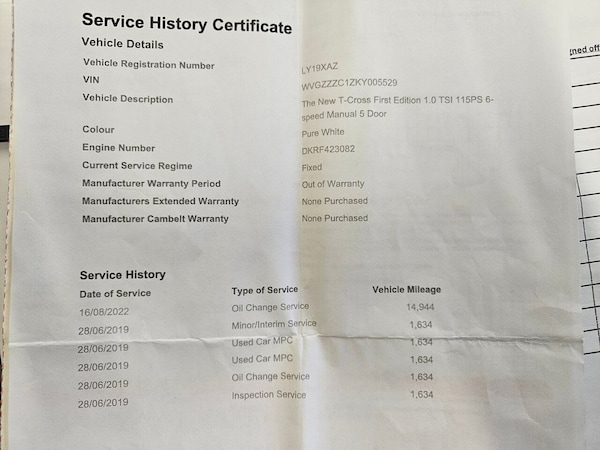 Service History Certificate
Vehicle Details
Vehicle Registration Number LY19XAZ
VIN WVGZZZC1ZKY005529
Vehicle Description The New T-Cross First Edition 1.0 TSI 115PS 6-
speed Manual 5 Door
Colour Pure White
Engine Number DKRF423082
Current Service Regime Fixed
Manufacturer Warranty Period Out of Warranty
Manufacturers Extended Warranty None Purchased
Manufacturer Cambelt Warranty None Purchased
Service History
Date of Service Type of Service Vehicle Mileage
16/08/2022 Oil Change Service 14,944
28/06/2019 Minor/Interim Service 1,634
28/06/2019 Used Car MPC 1,634
28/06/2019 Used Car MPC 1,634
28/06/2019 Oil Change Service 1,634
28/06/2019 Inspection Service 1,634